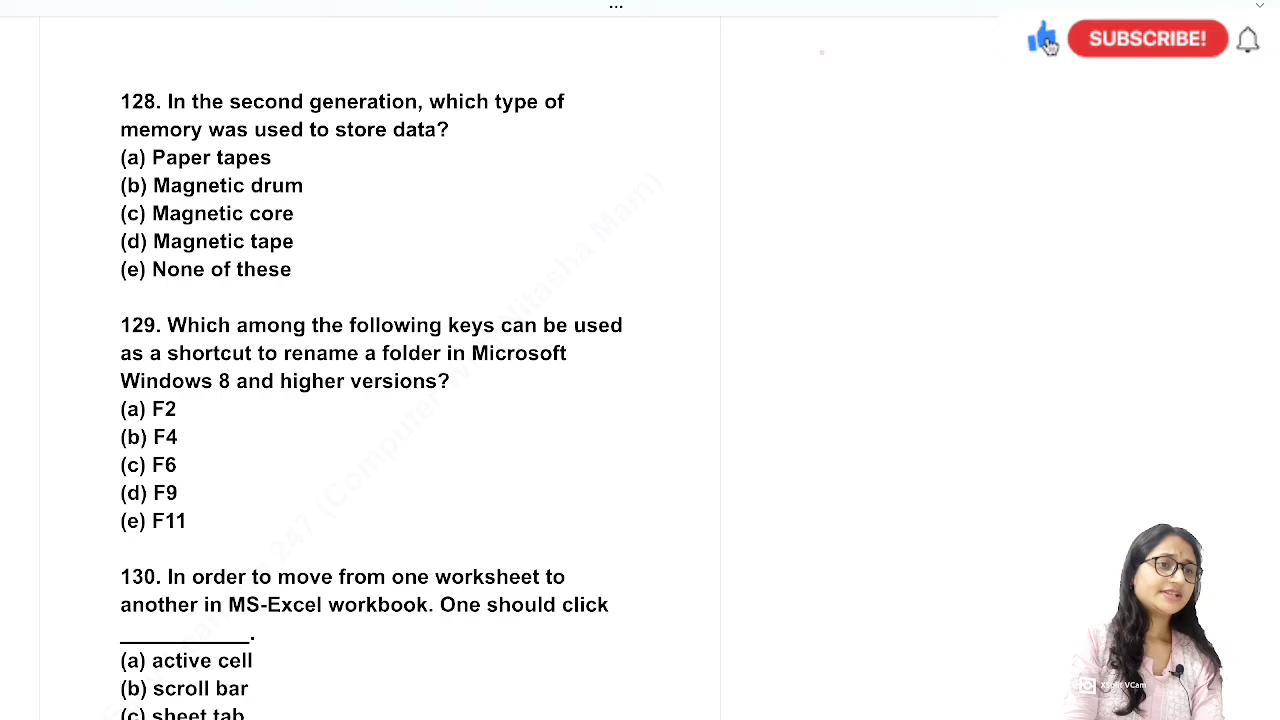 ...
SUBSCRIBE!
128. In the second generation, which type of
memory was used to store data?
(a) Paper tapes
(b) Magnetic drum
(c) Magnetic core
(d) Magnetic tape
(e) None of these
129. Which among the following keys can be used
as a shortcut to rename a folder in Microsoft
Windows 8 and higher versions?
(a) F2
(b) F4
(c) F6
(d) F9
(e) F11
130. In order to move from one worksheet to
another in MS-Excel workbook. One should click
___________.
(a) active cell
(b) scroll bar
(c) sheet tab
XSplit VCam